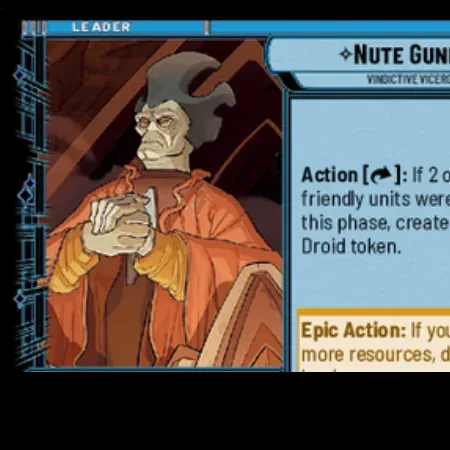 LEADER
NUTE GUN
VINDICTIVE VICER
Action [ ]: If 2 o
friendly units were
this phase, create
Droid token.
Epic Action: If you
more resources, d